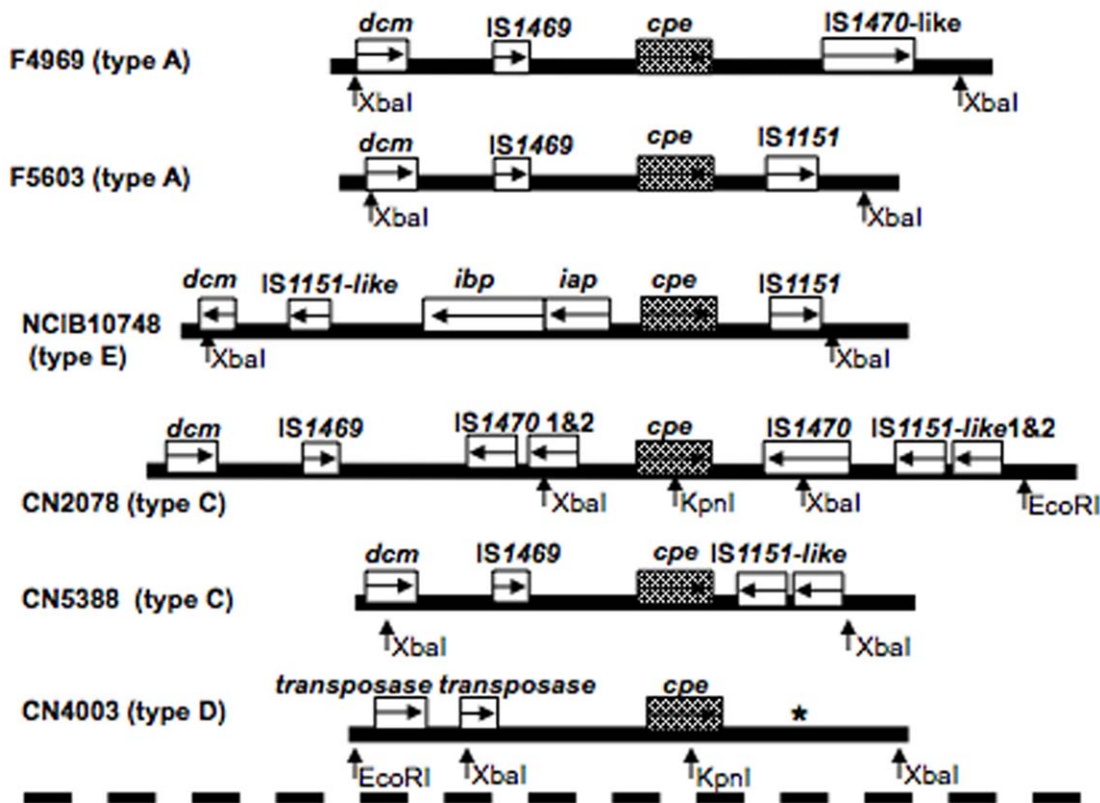 dcm IS1469 cpe IS1470-like
F4969 (type A)
XbaI XbaI
dcm IS1469 cpe IS1151
F5603 (type A)
XbaI XbaI
dcm IS1151-like ibp iap cpe IS1151
NCIB10748
(type E)
XbaI XbaI
dcm IS1469 IS1470 1&2 cpe IS1470 IS1151-like1&2
CN2078 (type C)
XbaI KpnI XbaI EcoRI
dcm IS1469 cpe IS1151-like
CN5388 (type C)
XbaI XbaI
transposase transposase cpe
CN4003 (type D)
*
EcoRI XbaI KpnI XbaI